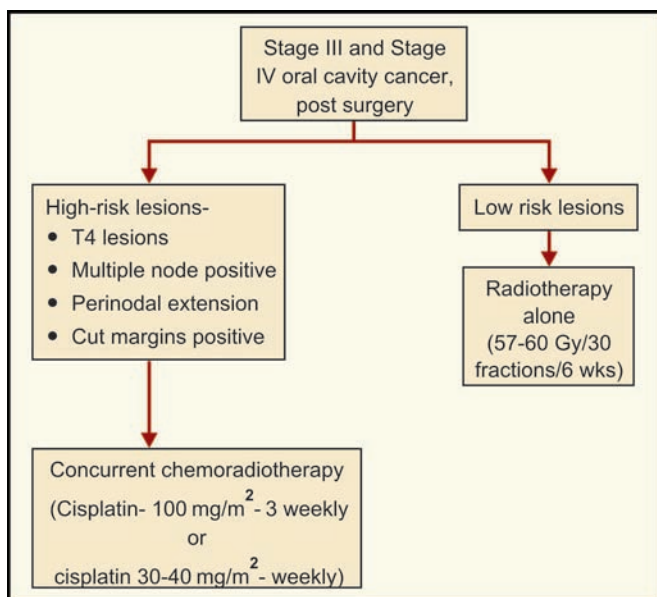 Stage III and Stage
IV oral cavity cancer,
post surgery
High-risk lesions-
• T4 lesions
• Multiple node positive
• Perinodal extension
• Cut margins positive
Low risk lesions
Radiotherapy
alone
(57-60 Gy/30
fractions/6 wks)
Concurrent chemoradiotherapy
(Cisplatin- 100 mg/m²- 3 weekly
or
cisplatin 30-40 mg/m²- weekly)